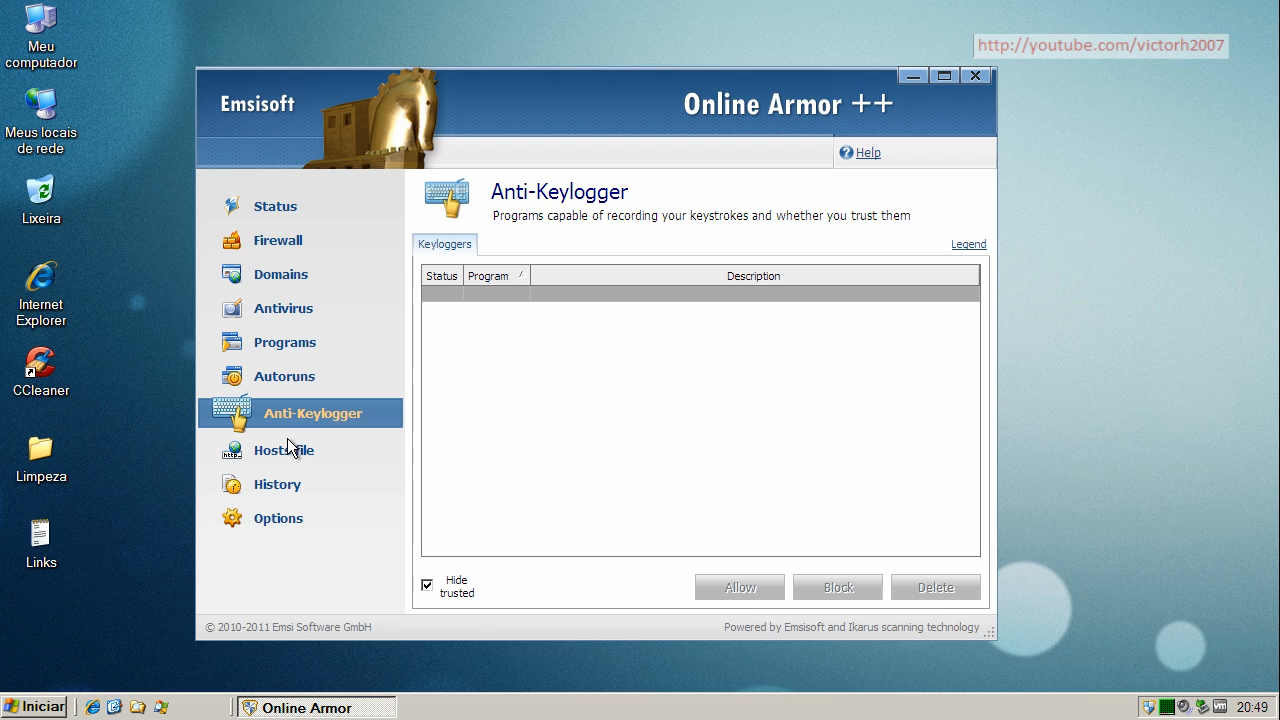 Meu
computador
Meus locais
de rede
Lixeira
Internet
Explorer
CCleaner
Limpeza
Links
http://youtube.com/victorh2007
Emsisoft
Online Armor ++
Help
Status
Firewall
Domains
Antivirus
Programs
Autoruns
Anti-Keylogger
Hosts file
History
Options
Anti-Keylogger
Programs capable of recording your keystrokes and whether you trust them
Keyloggers
Legend
Status Program Description
Hide
trusted
Allow Block Delete
© 2010-2011 Emsi Software GmbH
Powered by Emsisoft and Ikarus scanning technology
Iniciar
Online Armor
20:49